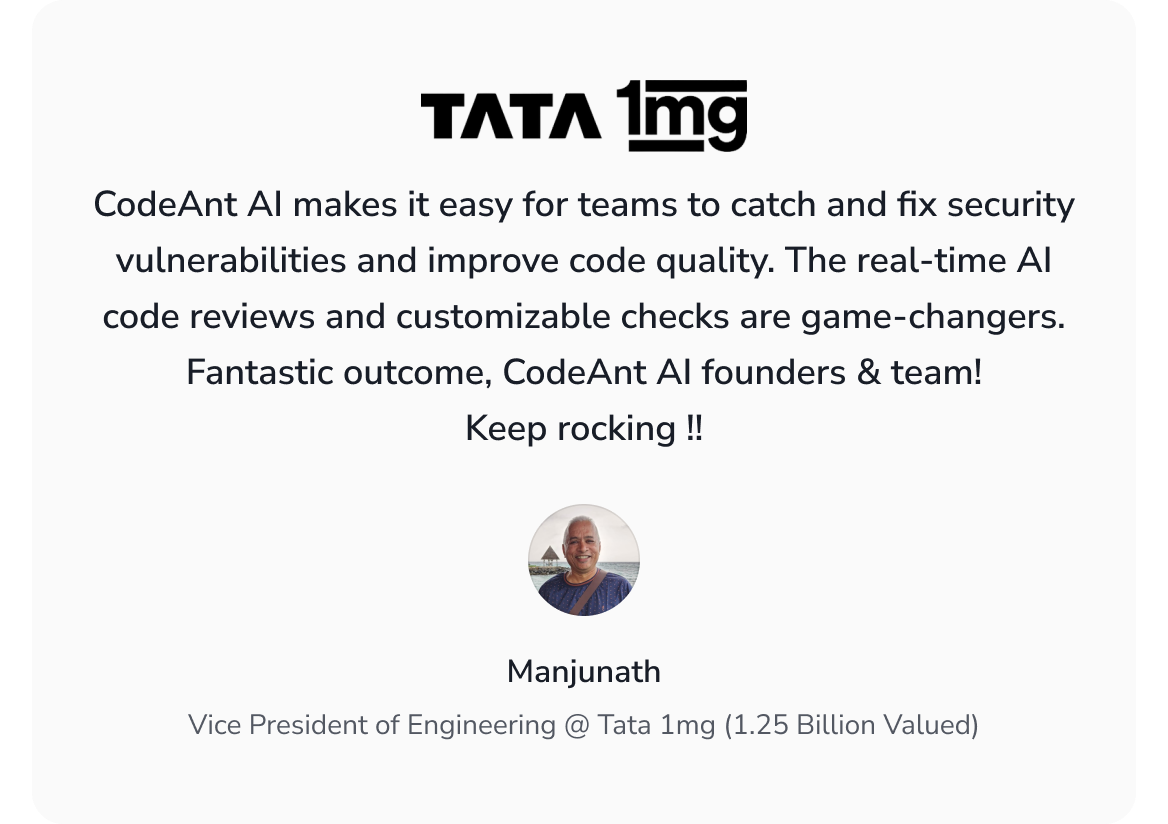 TATA 1mg
CodeAnt AI makes it easy for teams to catch and fix security
vulnerabilities and improve code quality. The real-time AI
code reviews and customizable checks are game-changers.
Fantastic outcome, CodeAnt AI founders & team!
Keep rocking !!
Manjunath
Vice President of Engineering @ Tata 1mg (1.25 Billion Valued)